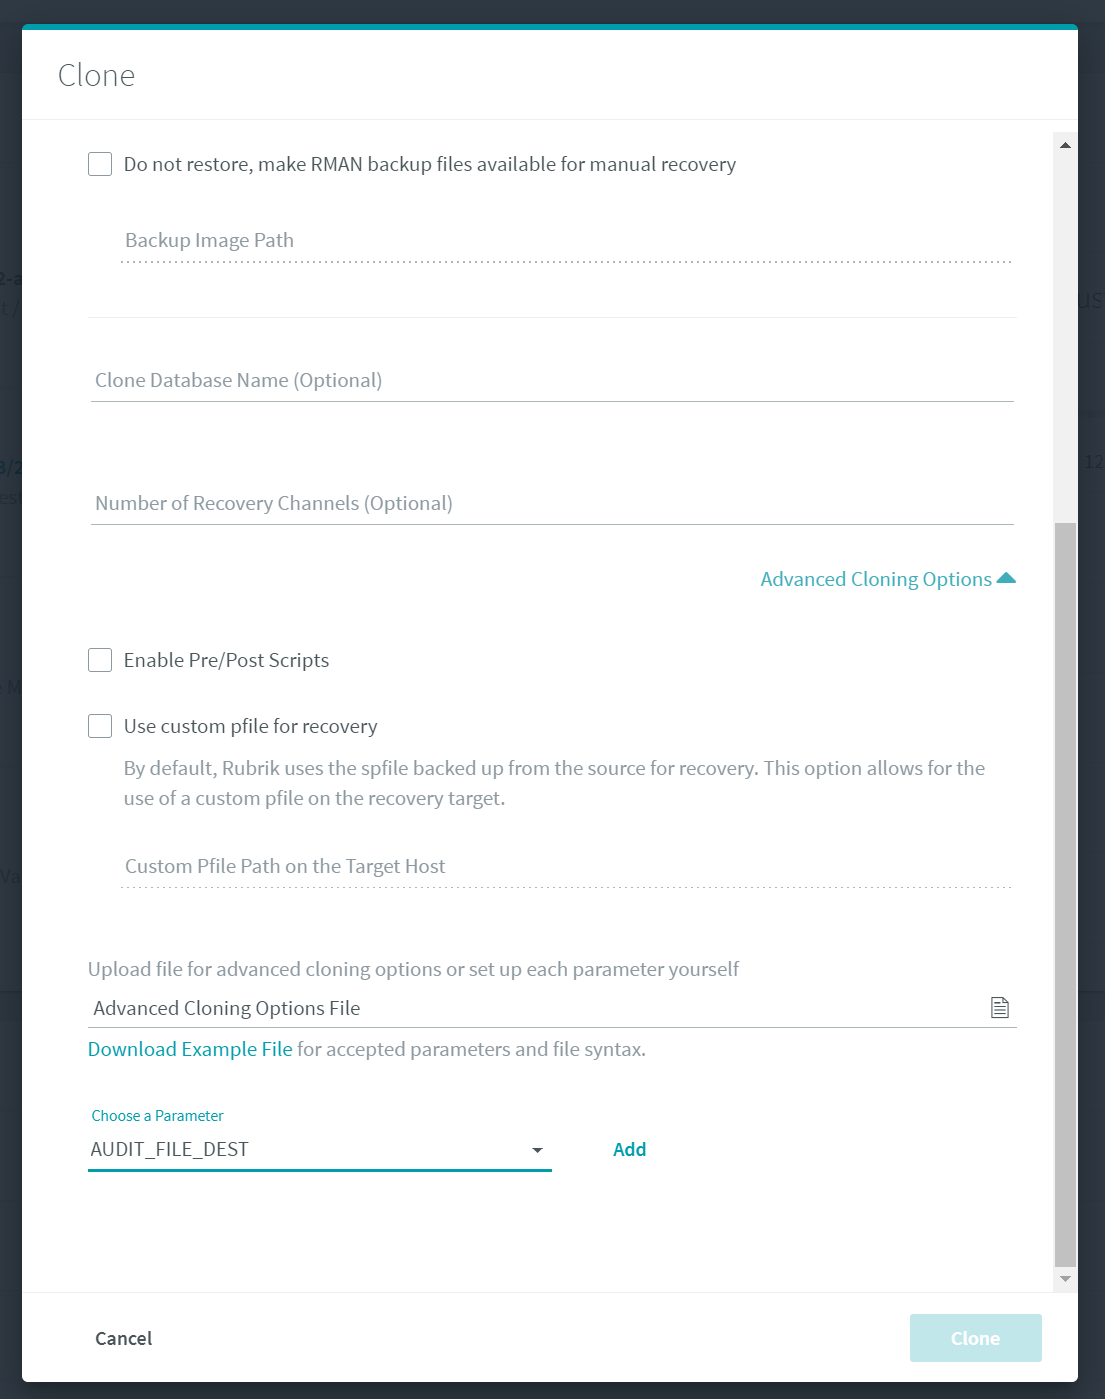 Clone
Do not restore, make RMAN backup files available for manual recovery
Backup Image Path
Clone Database Name (Optional)
Number of Recovery Channels (Optional)
Advanced Cloning Options
Enable Pre/Post Scripts
Use custom pfile for recovery
By default, Rubrik uses the spfile backed up from the source for recovery. This option allows for the
use of a custom pfile on the recovery target.
Custom Pfile Path on the Target Host
Upload file for advanced cloning options or set up each parameter yourself
Advanced Cloning Options File
Download Example File for accepted parameters and file syntax.
Choose a Parameter
AUDIT_FILE_DEST
Add
Cancel
Clone